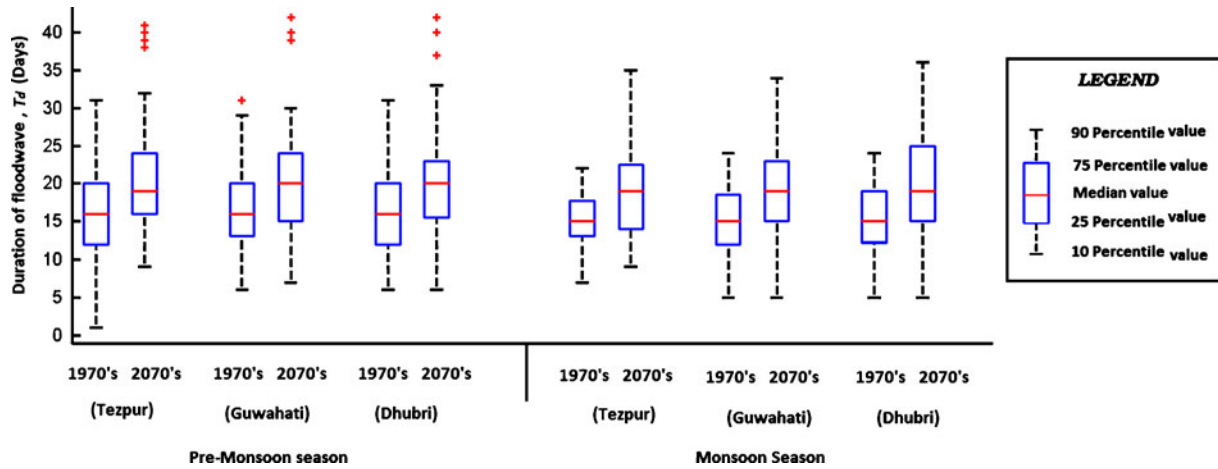 Duration of floodwave , Td (Days)
40
35
30
25
20
15
10
5
0
1970's 2070's 1970's 2070's 1970's 2070's 1970's 2070's 1970's 2070's 1970's 2070's
(Tezpur) (Guwahati) (Dhubri) (Tezpur) (Guwahati) (Dhubri)
Pre-Monsoon season Monsoon Season
LEGEND
90 Percentile value
75 Percentile value
Median value
25 Percentile value
10 Percentile value